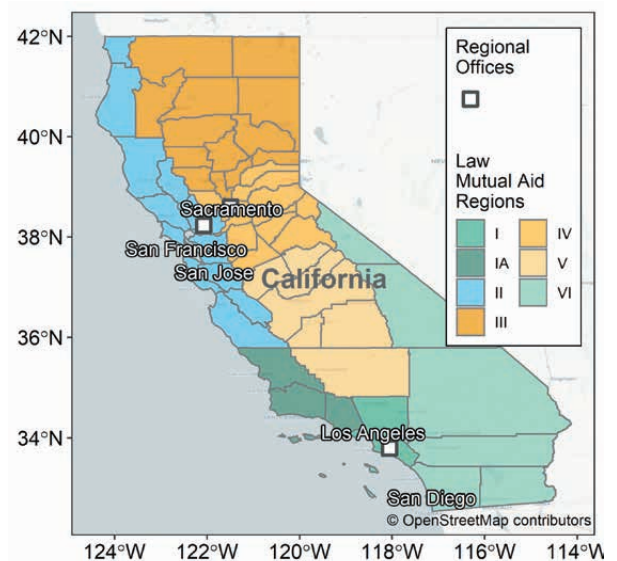 42°N
40°N
38°N
36°N
34°N
124°W
122°W
120°W
118°W
116°W
114°W
Regional
Offices
Law
Mutual Aid
Regions
I
IA
II
III
IV
V
VI
Sacramento
San Francisco
San Jose
California
Los Angeles
San Diego
© OpenStreetMap contributors